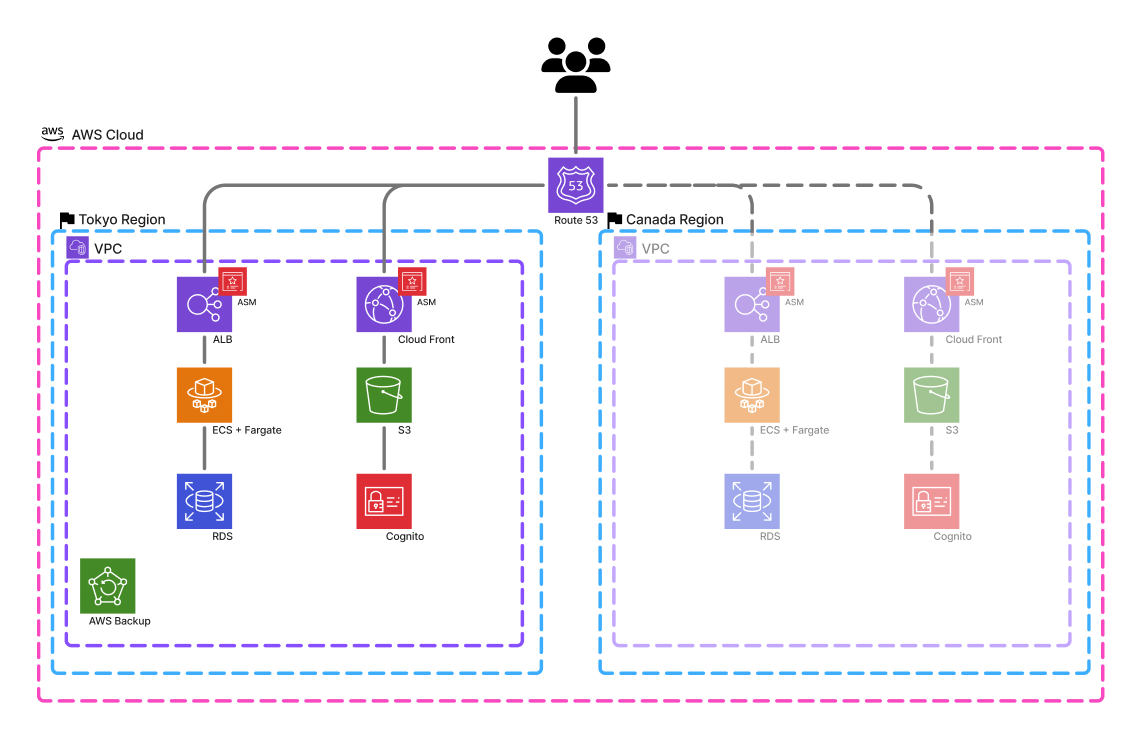 aws AWS Cloud
53
Route 53
Tokyo Region
Canada Region
VPC
VPC
ASM
ASM
ASM
ASM
ALB
Cloud Front
ALB
Cloud Front
ECS + Fargate
S3
ECS + Fargate
S3
RDS
Cognito
RDS
Cognito
AWS Backup